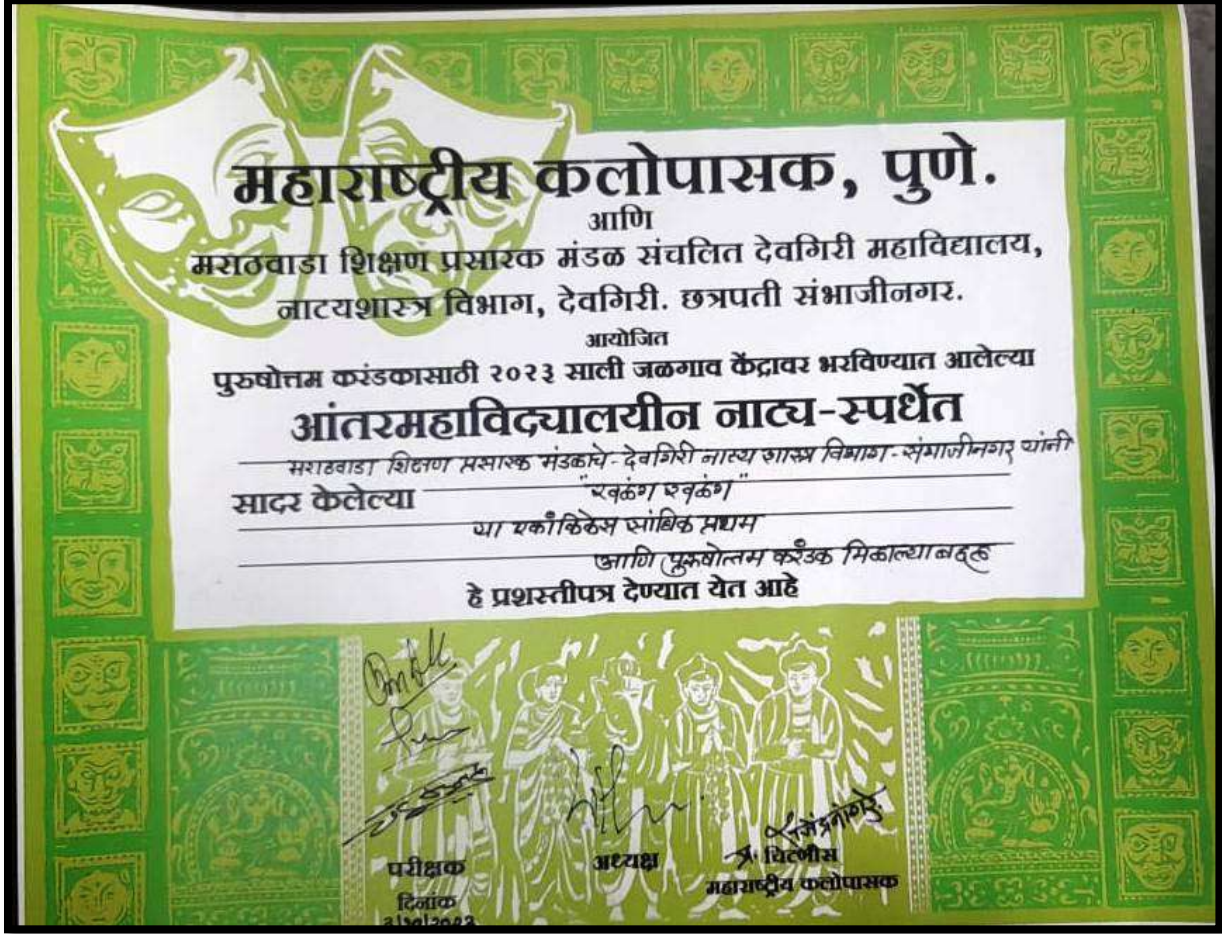 महाराष्ट्रीय कलोपासक, पुणे.
आणि
मराठवाडा शिक्षण प्रसारक मंडळ संचलित देवगिरी महाविद्यालय,
नाटयशास्त्र विभाग, देवगिरी. छत्रपती संभाजीनगर.
आयोजित
पुरुषोत्तम करंडकासाठी २०२३ साली जळगाव केंद्रावर भरविण्यात आलेल्या
आंतरमहाविद्यालयीन नाट्य-स्पर्धेत
मराठवाडा शिक्षण प्रसारक मंडळाचे - देवगिरी नाट्य शास्त्र विभाग - संभाजीनगर यांनी
सादर केलेल्या "खळंग खळंग"
या एकांकिकेस सांघिक प्रथम
आणि पुरुषोत्तम करंडक मिळाल्याबद्दल
हे प्रशस्तीपत्र देण्यात येत आहे
परीक्षक
अध्यक्ष
चिटणीस
महाराष्ट्रीय कलोपासक
दिनांक